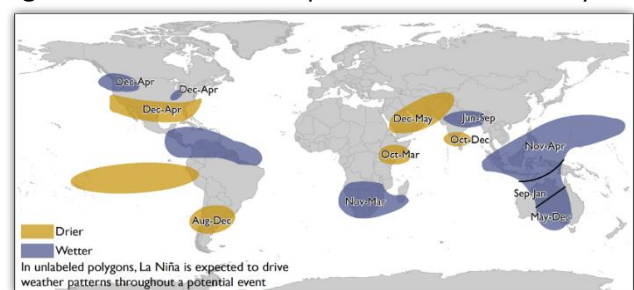 Dec-Apr
Dec-Apr
Dec-Apr
Dec-May
Jun-Sep
Oct-Dec
Oct-Mar
Nov-Apr
Nov-Mar
Sep-Jan
May-Dec
Aug-Dec
Drier
Wetter
In unlabeled polygons, La Niña is expected to drive
weather patterns throughout a potential event